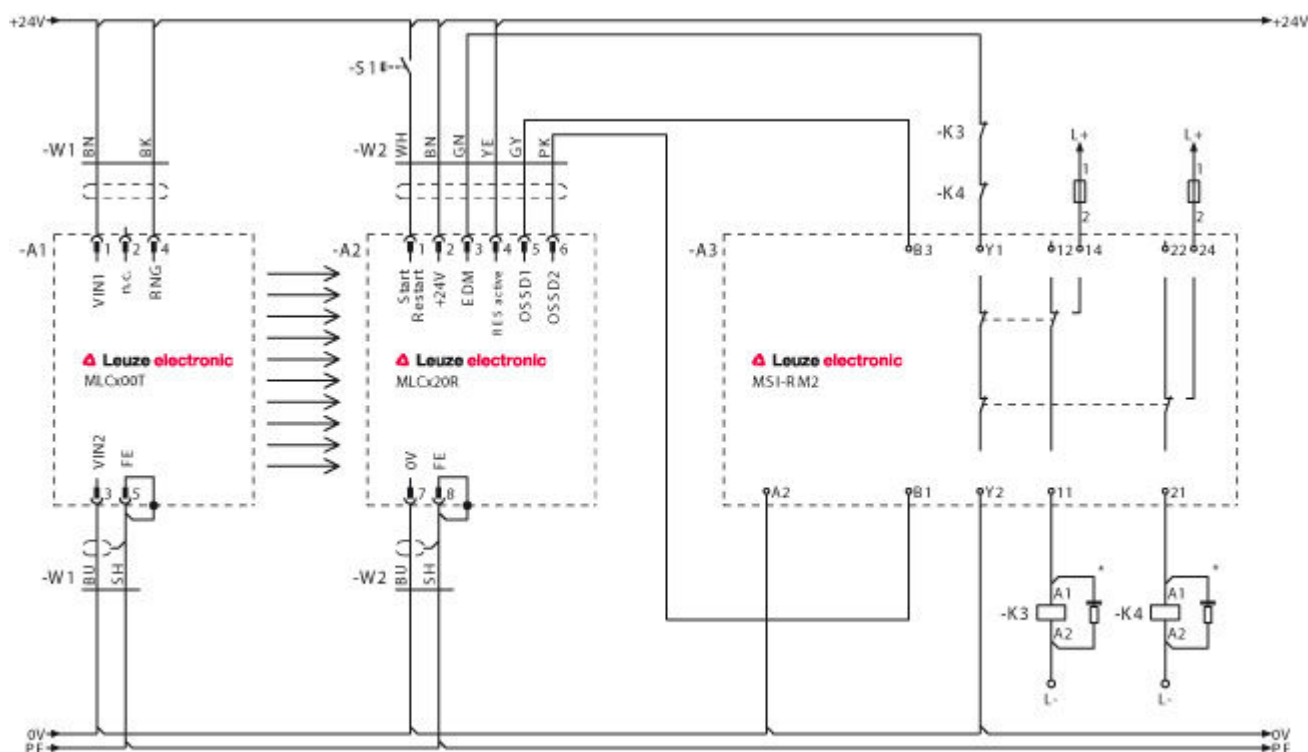 +24V
+24V
-S1
-W1
BN
BK
-W2
WH
BN
GN
YE
GY
PK
-K3
-K4
L+
1
2
L+
1
2
-A1
1
2
4
VIN1
n.c.
RNG
Leuze electronic
MLCx00T
VIN2
FE
3
5
-A2
1
2
3
4
5
6
Start
Restart
+24V
EDM
RES active
OSSD1
OSSD2
Leuze electronic
MLCx20R
0V
FE
7
8
-A3
B3
Y1
12
14
22
24
Leuze electronic
MSI-RM2
A2
B1
Y2
11
21
-W1
BU
SH
-W2
BU
SH
-K3
A1
A2
*
L-
-K4
A1
A2
*
L-
0V
0V
PE
PE